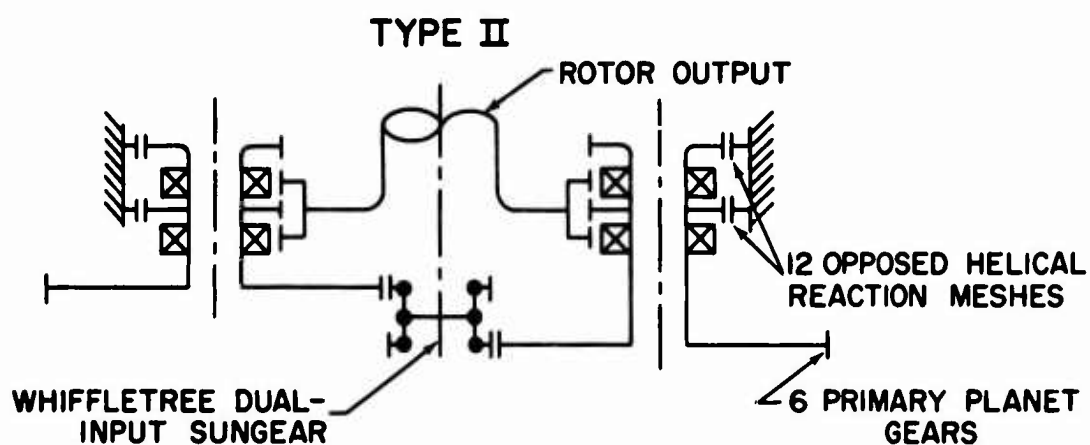 TYPE II
ROTOR OUTPUT
12 OPPOSED HELICAL
REACTION MESHES
WHIFFLETREE DUAL-
INPUT SUNGEAR
6 PRIMARY PLANET
GEARS